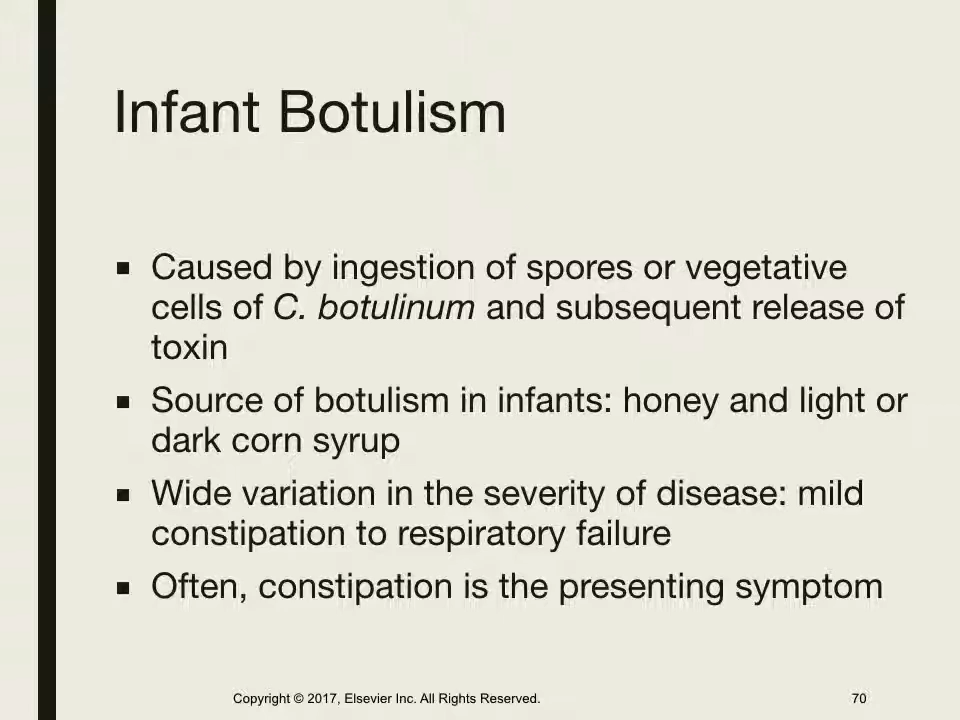 Infant Botulism
■ Caused by ingestion of spores or vegetative
cells of C. botulinum and subsequent release of
toxin
■ Source of botulism in infants: honey and light or
dark corn syrup
■ Wide variation in the severity of disease: mild
constipation to respiratory failure
■ Often, constipation is the presenting symptom
Copyright © 2017, Elsevier Inc. All Rights Reserved.
70